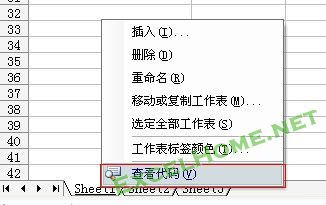 31
32
33
34
35
36
37
38
39
40
41
42
插入(I)...
删除(D)
重命名(R)
移动或复制工作表(M)...
选定全部工作表(S)
工作表标签颜色(T)...
查看代码(V)
Sheet1 Sheet2 Sheet3
EXCELHOME.NET